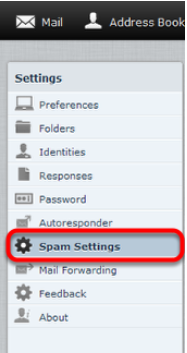 Mail Address Book
Settings
Preferences
Folders
Identities
Responses
Password
Autoresponder
Spam Settings
Mail Forwarding
Feedback
About